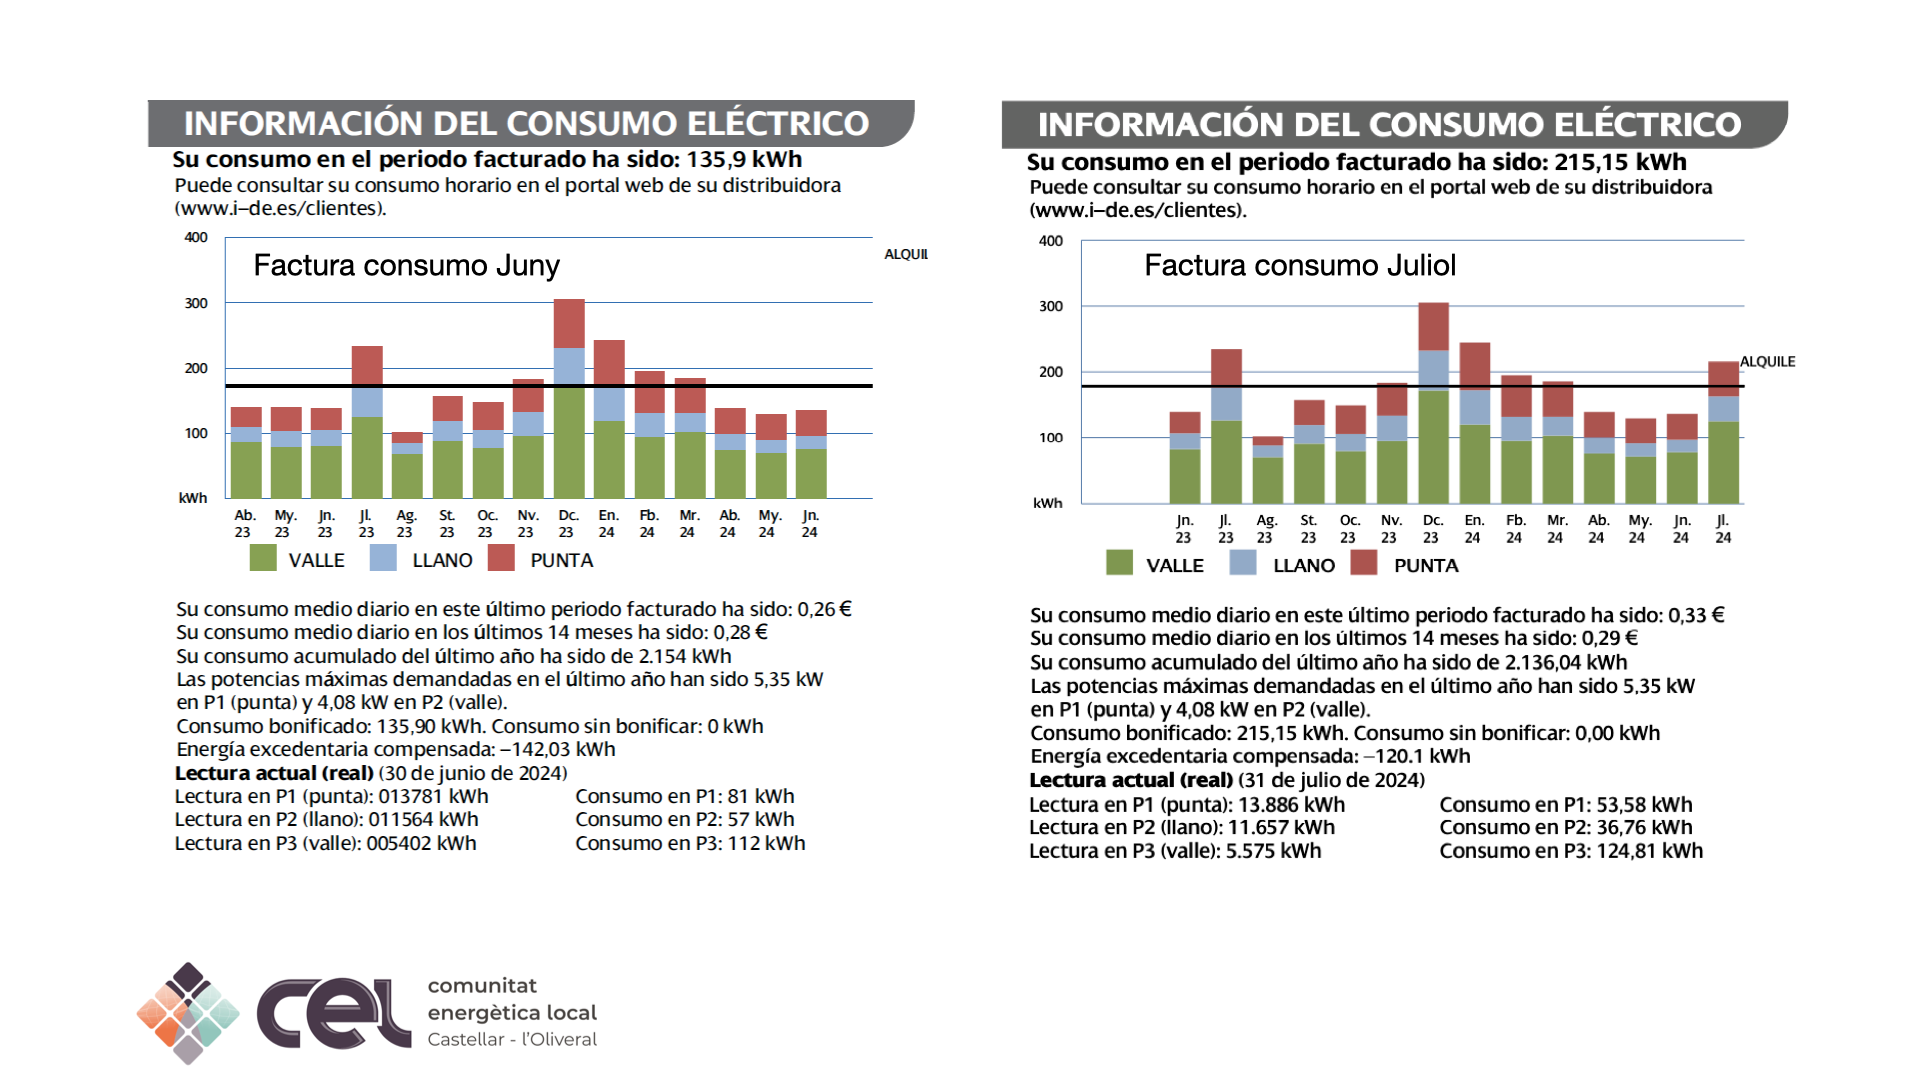 INFORMACIÓN DEL CONSUMO ELÉCTRICO
Su consumo en el periodo facturado ha sido: 135,9 kWh
Puede consultar su consumo horario en el portal web de su distribuidora
(www.i–de.es/clientes).
400
300
200
100
kWh
Factura consumo Juny
ALQUIL
Ab. My. Jn. Jl. Ag. St. Oc. Nv. Dc. En. Fb. Mr. Ab. My. Jn.
23 23 23 23 23 23 23 23 23 24 24 24 24 24 24
VALLE LLANO PUNTA
Su consumo medio diario en este último periodo facturado ha sido: 0,26 €
Su consumo medio diario en los últimos 14 meses ha sido: 0,28 €
Su consumo acumulado del último año ha sido de 2.154 kWh
Las potencias máximas demandadas en el último año han sido 5,35 kW
en P1 (punta) y 4,08 kW en P2 (valle).
Consumo bonificado: 135,90 kWh. Consumo sin bonificar: 0 kWh
Energía excedentaria compensada: –142,03 kWh
Lectura actual (real) (30 de junio de 2024)
Lectura en P1 (punta): 013781 kWh Consumo en P1: 81 kWh
Lectura en P2 (llano): 011564 kWh Consumo en P2: 57 kWh
Lectura en P3 (valle): 005402 kWh Consumo en P3: 112 kWh
INFORMACIÓN DEL CONSUMO ELÉCTRICO
Su consumo en el periodo facturado ha sido: 215,15 kWh
Puede consultar su consumo horario en el portal web de su distribuidora
(www.i–de.es/clientes).
400
300
200
100
kWh
Factura consumo Juliol
ALQUILE
Jn. Jl. Ag. St. Oc. Nv. Dc. En. Fb. Mr. Ab. My. Jn. Jl.
23 23 23 23 23 23 23 24 24 24 24 24 24 24
VALLE LLANO PUNTA
Su consumo medio diario en este último periodo facturado ha sido: 0,33 €
Su consumo medio diario en los últimos 14 meses ha sido: 0,29 €
Su consumo acumulado del último año ha sido de 2.136,04 kWh
Las potencias máximas demandadas en el último año han sido 5,35 kW
en P1 (punta) y 4,08 kW en P2 (valle).
Consumo bonificado: 215,15 kWh. Consumo sin bonificar: 0,00 kWh
Energía excedentaria compensada: –120.1 kWh
Lectura actual (real) (31 de julio de 2024)
Lectura en P1 (punta): 13.886 kWh Consumo en P1: 53,58 kWh
Lectura en P2 (llano): 11.657 kWh Consumo en P2: 36,76 kWh
Lectura en P3 (valle): 5.575 kWh Consumo en P3: 124,81 kWh
cel
comunitat
energètica local
Castellar - l'Oliveral